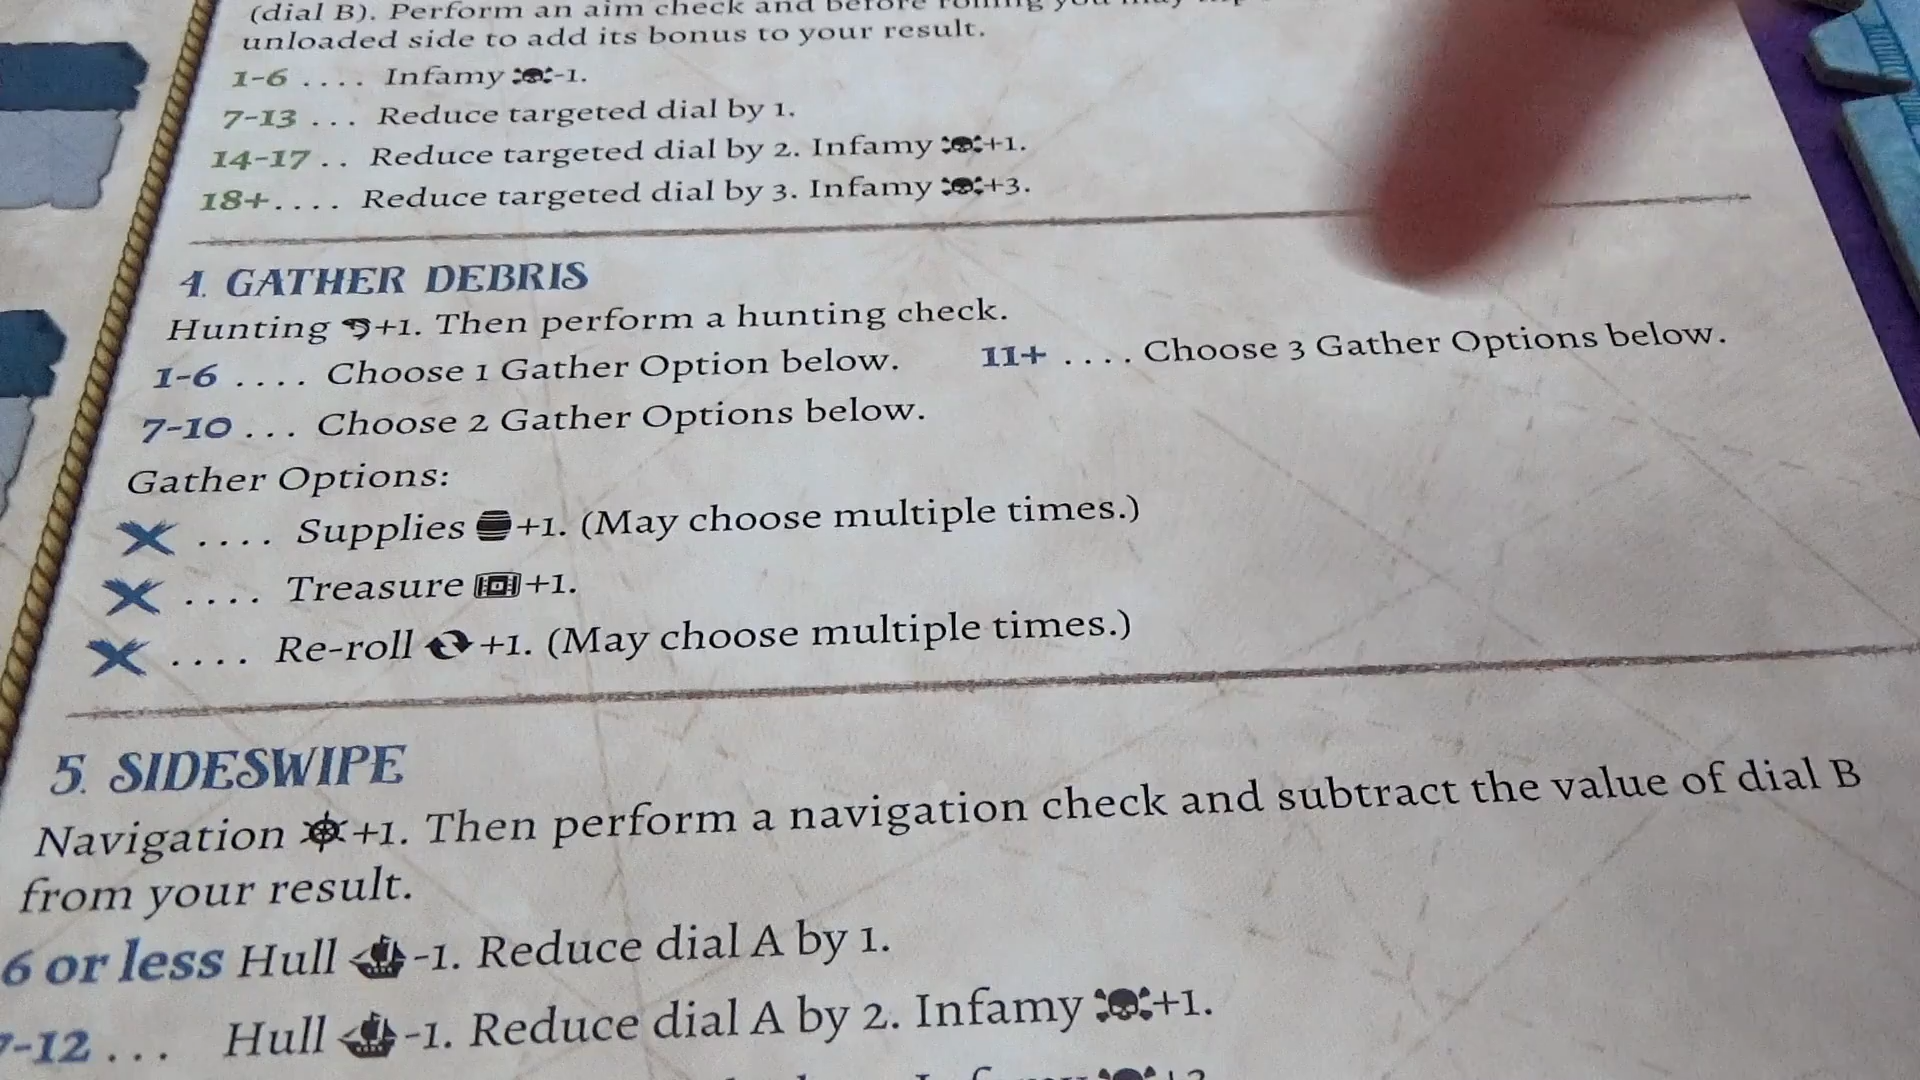 (dial B). Perform an aim check and before rolling you may
unloaded side to add its bonus to your result.
1-6 .... Infamy -1.
7-13 ... Reduce targeted dial by 1.
14-17 .. Reduce targeted dial by 2. Infamy +1.
18+.... Reduce targeted dial by 3. Infamy +3.
4. GATHER DEBRIS
Hunting +1. Then perform a hunting check.
1-6 .... Choose 1 Gather Option below.
7-10 ... Choose 2 Gather Options below.
11+ .... Choose 3 Gather Options below.
Gather Options:
.... Supplies +1. (May choose multiple times.)
.... Treasure +1.
.... Re-roll +1. (May choose multiple times.)
5. SIDESWIPE
Navigation +1. Then perform a navigation check and subtract the value of dial B
from your result.
6 or less Hull -1. Reduce dial A by 1.
7-12 ... Hull -1. Reduce dial A by 2. Infamy +1.